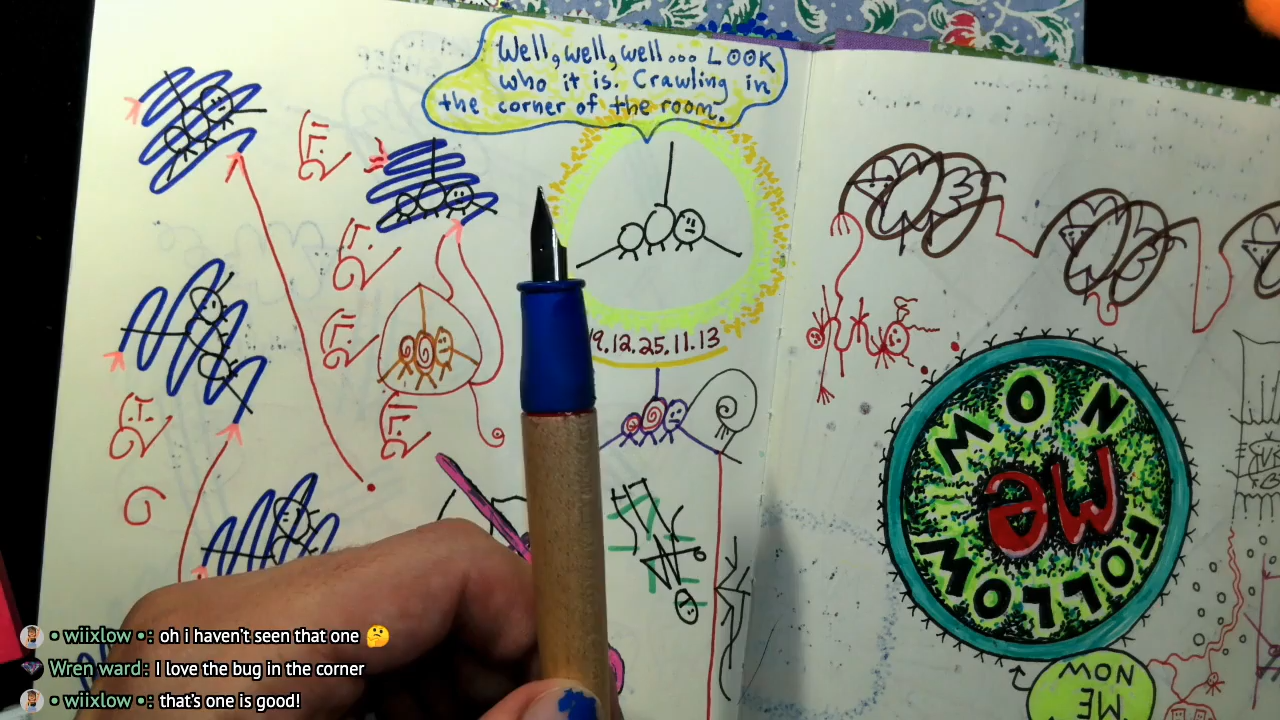 Well, well, well... LOOK
who it is. Crawling in
the corner of the room.
9.12.25.11.13
NOW
me
FOLLOW
NOW
ME
• wiixlow •: oh i haven't seen that one 🤔
Wren ward: I love the bug in the corner
• wiixlow •: that's one is good!